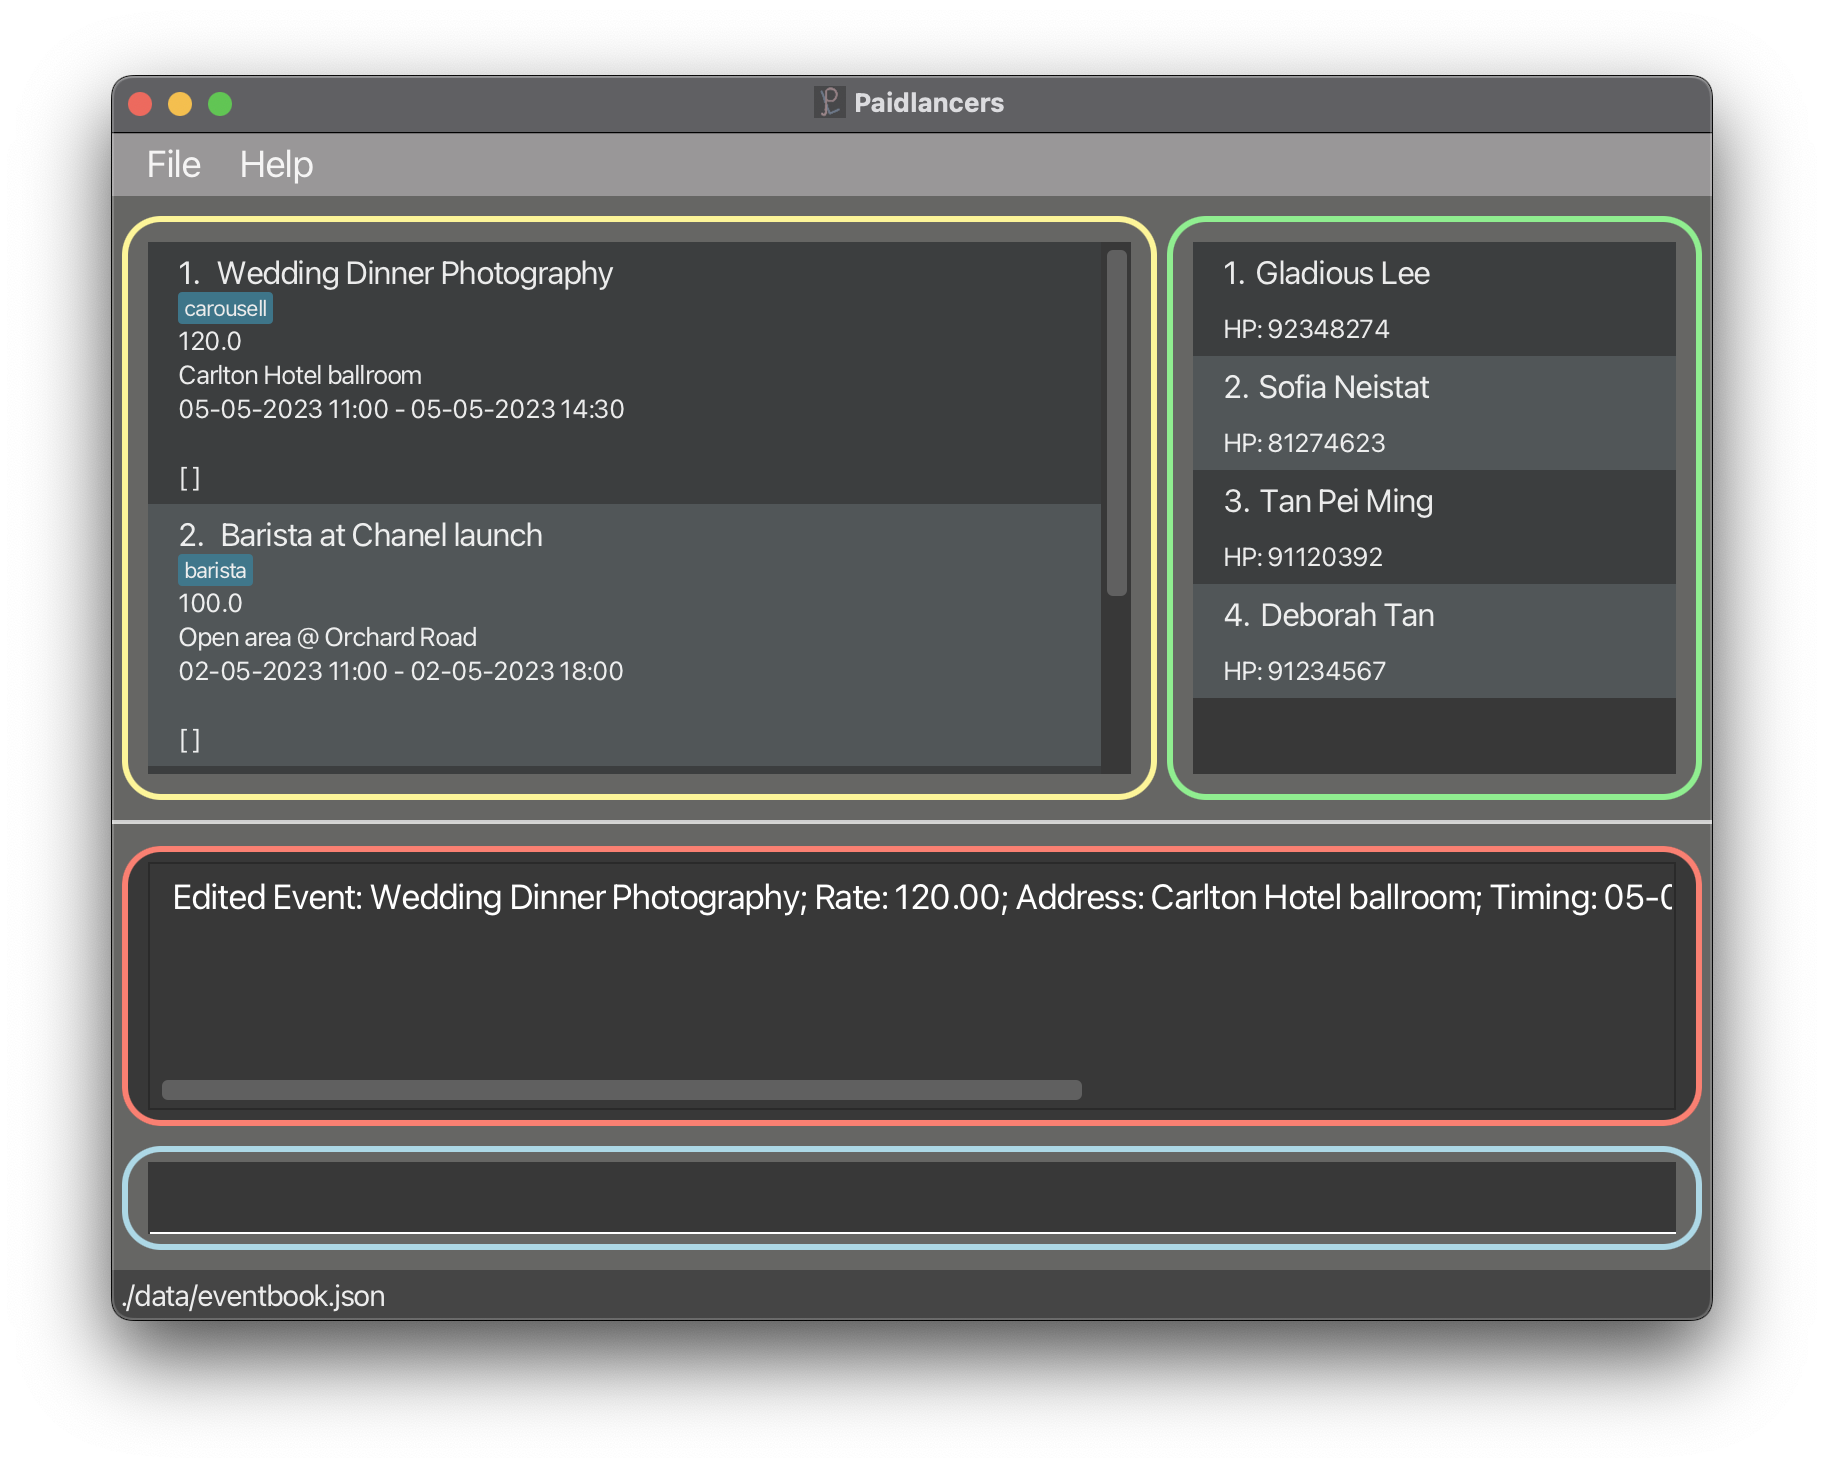 Paidlancers
File Help
1. Wedding Dinner Photography
carousell
120.0
Carlton Hotel ballroom
05-05-2023 11:00 - 05-05-2023 14:30
[ ]
2. Barista at Chanel launch
barista
100.0
Open area @ Orchard Road
02-05-2023 11:00 - 02-05-2023 18:00
[ ]
1. Gladious Lee
HP: 92348274
2. Sofia Neistat
HP: 81274623
3. Tan Pei Ming
HP: 91120392
4. Deborah Tan
HP: 91234567
Edited Event: Wedding Dinner Photography; Rate: 120.00; Address: Carlton Hotel ballroom; Timing: 05-0
./data/eventbook.json